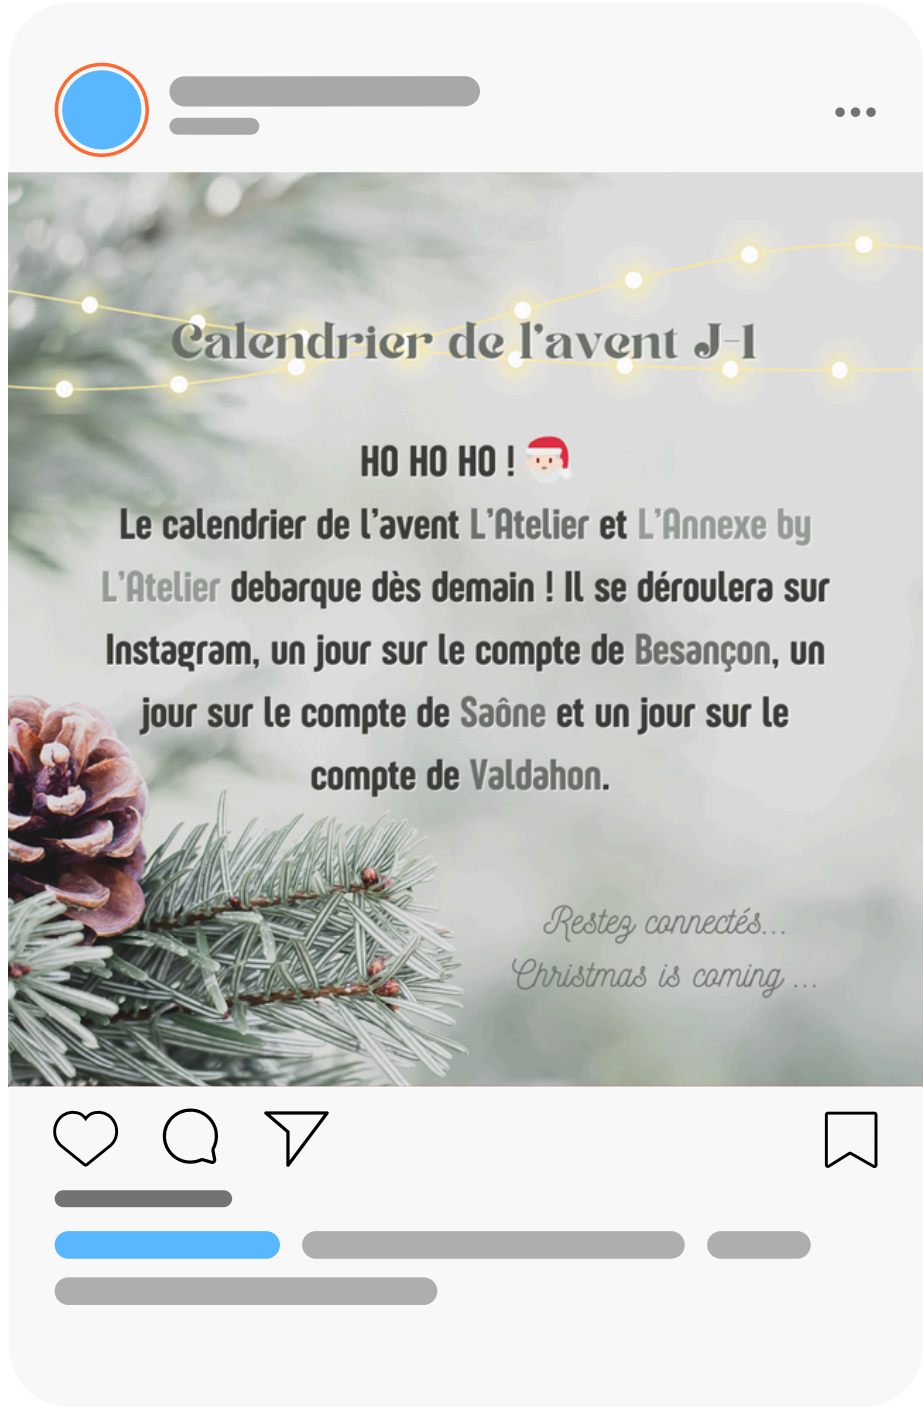 Calendrier de l'avent J-1
HO HO HO ! 🎅
Le calendrier de l'avent L'Atelier et L'Annexe by
L'Atelier debarque dès demain ! Il se déroulera sur
Instagram, un jour sur le compte de Besançon, un
jour sur le compte de Saône et un jour sur le
compte de Valdahon.
Restez connectés...
Christmas is coming ...